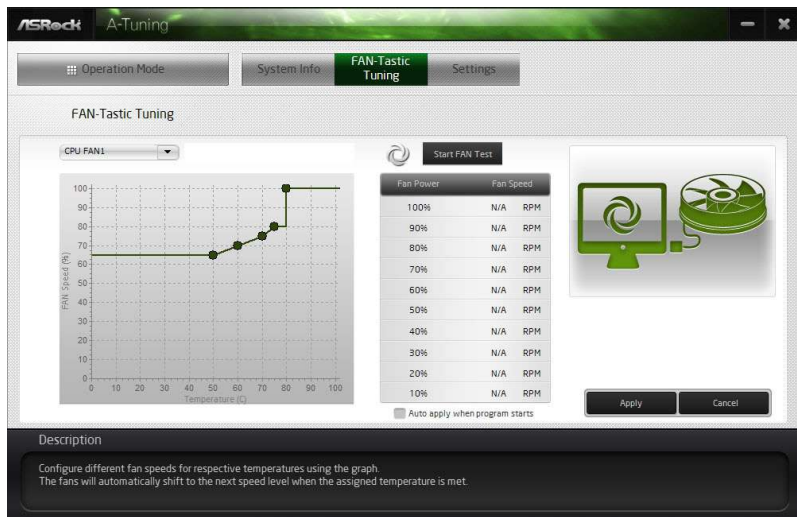 ASRock A-Tuning
Operation Mode
System Info
FAN-Tastic Tuning
Settings
FAN-Tastic Tuning
CPU FAN1
100
90
80
70
60
50
40
30
20
10
0
FAN Speed (%)
0 10 20 30 40 50 60 70 80 90 100
Temperature (C)
Start FAN Test
Fan Power Fan Speed
100% N/A RPM
90% N/A RPM
80% N/A RPM
70% N/A RPM
60% N/A RPM
50% N/A RPM
40% N/A RPM
30% N/A RPM
20% N/A RPM
10% N/A RPM
Auto apply when program starts
Apply
Cancel
Description
Configure different fan speeds for respective temperatures using the graph.
The fans will automatically shift to the next speed level when the assigned temperature is met.